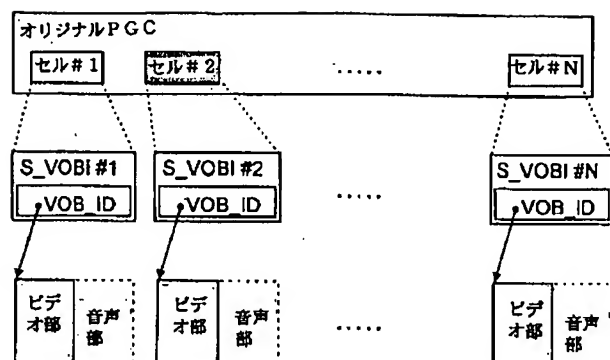 オリジナルPGC
セル#1
セル#2
.....
セル#N
S_VOBI #1
S_VOBI #2
S_VOBI #N
VOB_ID
VOB_ID
.....
VOB_ID
ビデオ部
音声部
ビデオ部
音声部
.....
ビデオ部
音声部